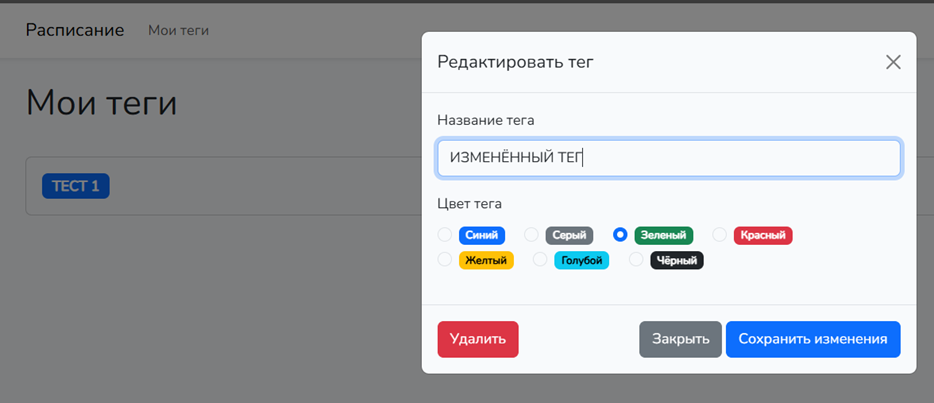 Расписание Мои теги
Мои теги
ТЕСТ 1
Редактировать тег
Название тега
ИЗМЕНЁННЫЙ ТЕГ
Цвет тега
Синий Серый Зеленый Красный
Желтый Голубой Чёрный
Удалить Закрыть Сохранить изменения